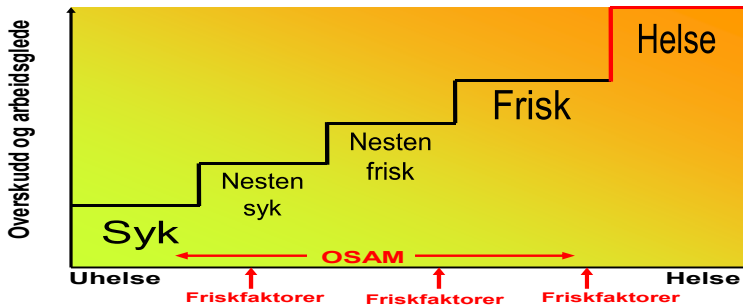 Overskudd og arbeidsglede
Helse
Frisk
Nesten
frisk
Nesten
syk
Syk
OSAM
Uhelse
Helse
Friskfaktorer
Friskfaktorer
Friskfaktorer